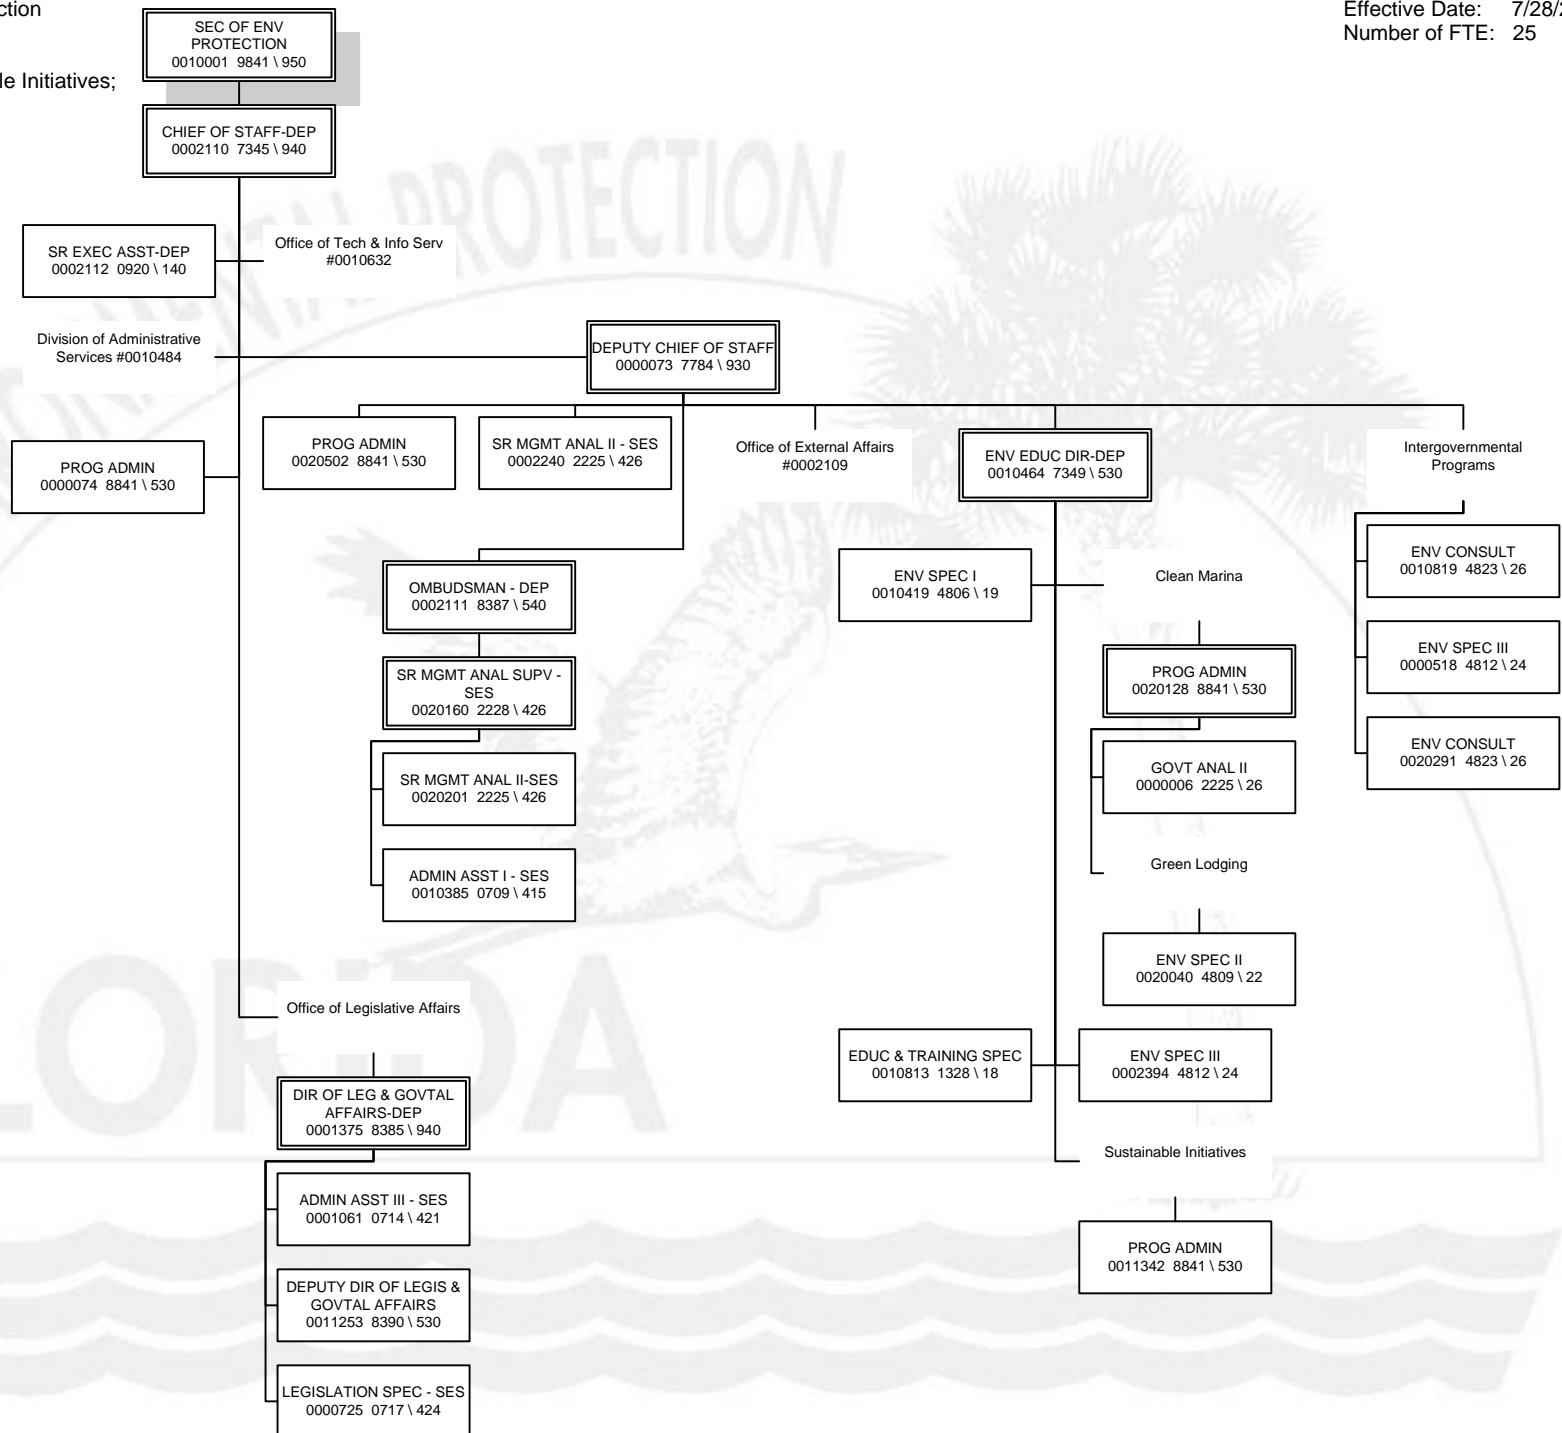 ction
le Initiatives;
Effective Date: 7/28/2
Number of FTE: 25
SEC OF ENV
PROTECTION
0010001 9841 \ 950
CHIEF OF STAFF-DEP
0002110 7345 \ 940
SR EXEC ASST-DEP
0002112 0920 \ 140
Office of Tech & Info Serv
#0010632
Division of Administrative
Services #0010484
DEPUTY CHIEF OF STAFF
0000073 7784 \ 930
PROG ADMIN
0000074 8841 \ 530
PROG ADMIN
0020502 8841 \ 530
SR MGMT ANAL II - SES
0002240 2225 \ 426
Office of External Affairs
#0002109
ENV EDUC DIR-DEP
0010464 7349 \ 530
Intergovernmental
Programs
OMBUDSMAN - DEP
0002111 8387 \ 540
SR MGMT ANAL SUPV -
SES
0020160 2228 \ 426
SR MGMT ANAL II-SES
0020201 2225 \ 426
ADMIN ASST I - SES
0010385 0709 \ 415
ENV SPEC I
0010419 4806 \ 19
Clean Marina
PROG ADMIN
0020128 8841 \ 530
GOVT ANAL II
0000006 2225 \ 26
Green Lodging
ENV SPEC II
0020040 4809 \ 22
ENV CONSULT
0010819 4823 \ 26
ENV SPEC III
0000518 4812 \ 24
ENV CONSULT
0020291 4823 \ 26
EDUC & TRAINING SPEC
0010813 1328 \ 18
ENV SPEC III
0002394 4812 \ 24
Sustainable Initiatives
PROG ADMIN
0011342 8841 \ 530
Office of Legislative Affairs
DIR OF LEG & GOVTAL
AFFAIRS-DEP
0001375 8385 \ 940
ADMIN ASST III - SES
0001061 0714 \ 421
DEPUTY DIR OF LEGIS &
GOVTAL AFFAIRS
0011253 8390 \ 530
LEGISLATION SPEC - SES
0000725 0717 \ 424
ONMENTAL PROTECTION
LORIDA